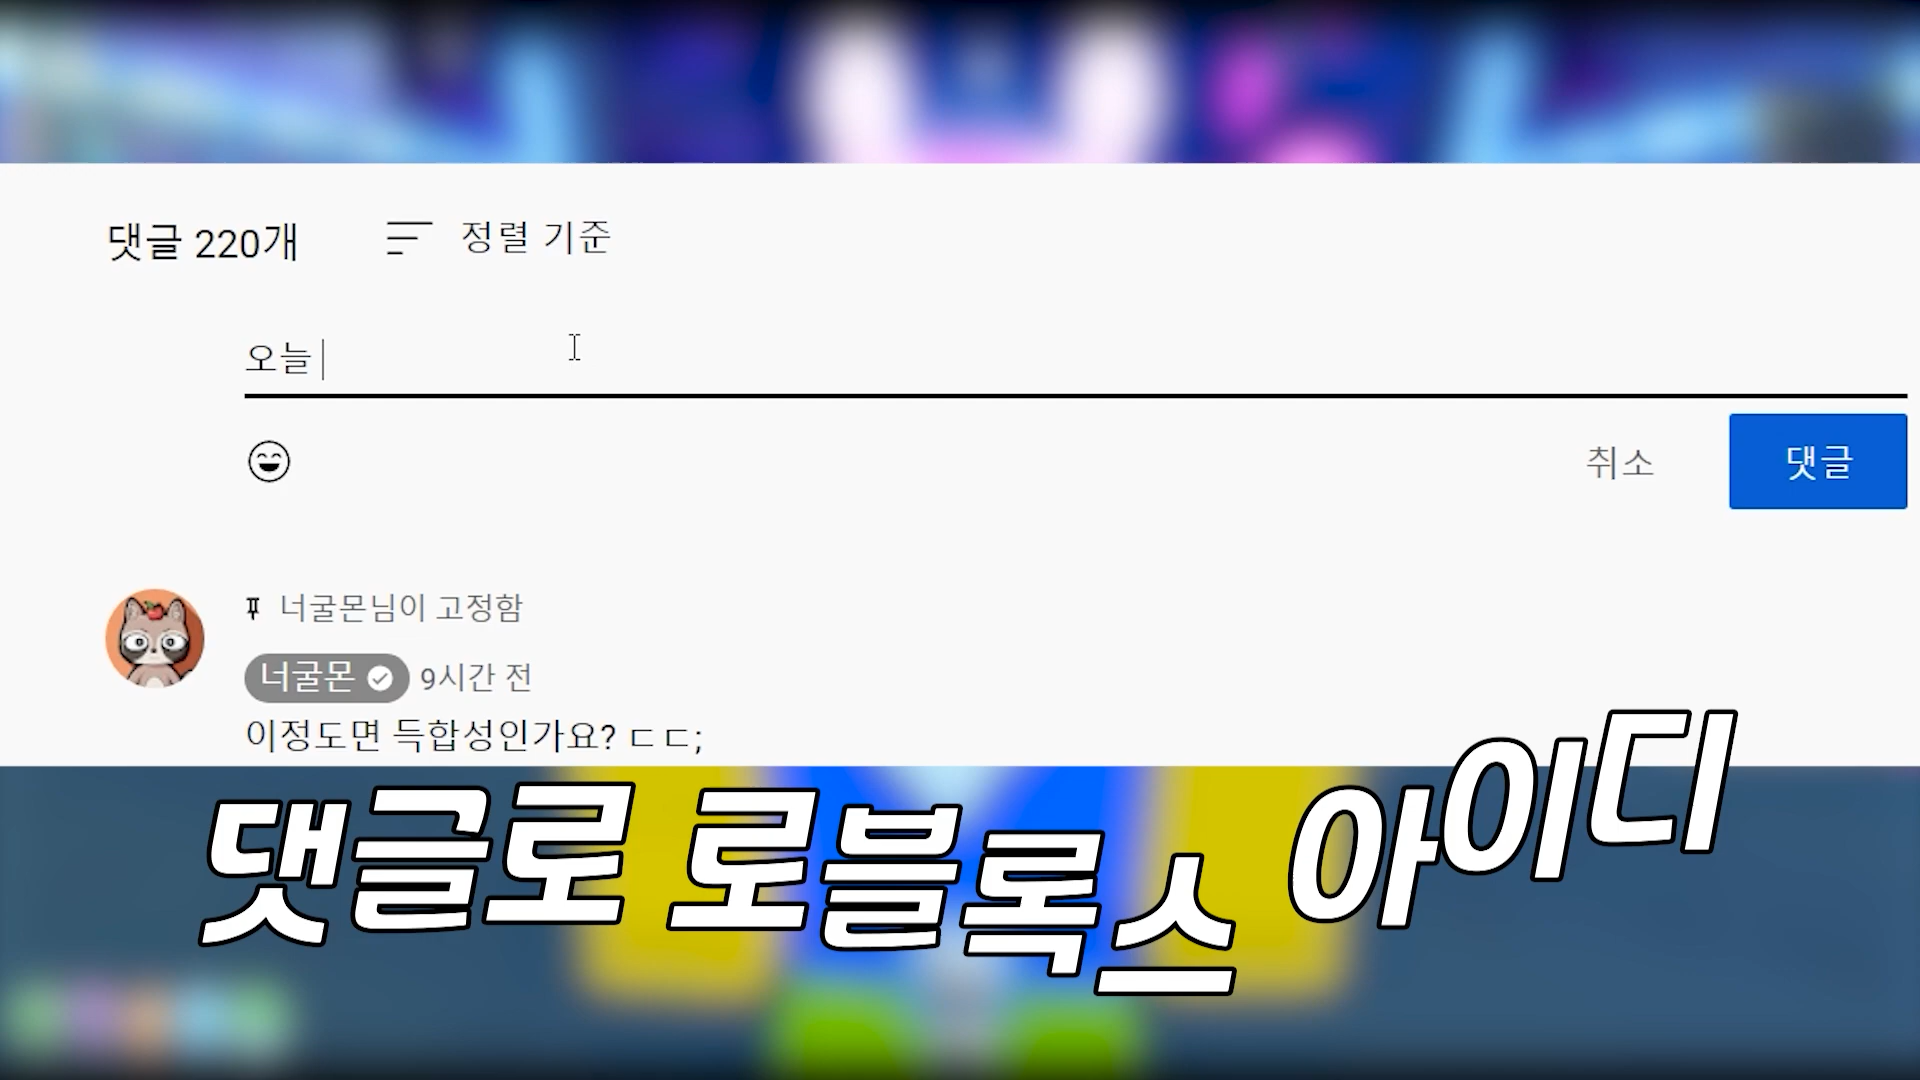 댓글 220개 정렬 기준
오늘
취소 댓글
너굴몬님이 고정함
너굴몬 9시간 전
이정도면 득합성인가요? ㄷㄷ;
댓글로 로블록스 아이디